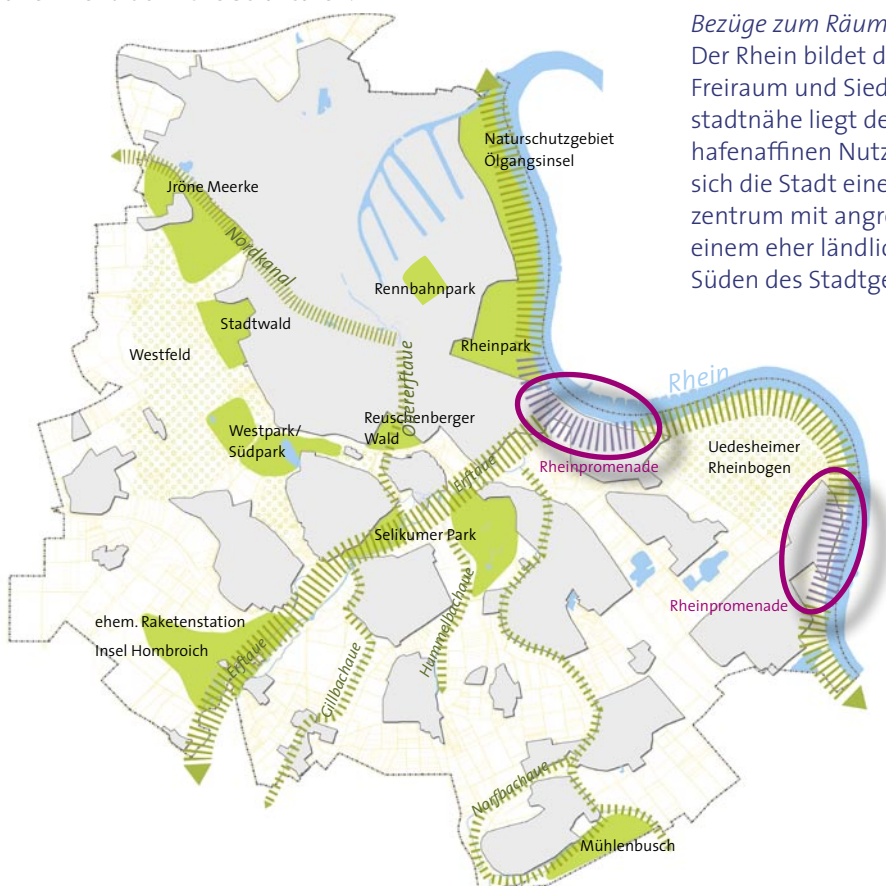 Bezüge zum Räum
Der Rhein bildet d
Freiraum und Sied
stadtnähe liegt de
hafenaffinen Nutz
sich die Stadt eine
zentrum mit angre
einem eher ländlic
Süden des Stadtge
Naturschutzgebiet
Ölgangsinsel
Jröne Meerke
Nordkanal
Rennbahnpark
Stadtwald
Rheinpark
Westfeld
Obererftaue
Rhein
Reuschenberger
Wald
Westpark/
Südpark
Erftaue
Rheinpromenade
Uedesheimer
Rheinbogen
Selikumer Park
Rheinpromenade
ehem. Raketenstation
Insel Hombroich
Erftaue
Gillbachaue
Hummelbachaue
Norfbachaue
Mühlenbusch